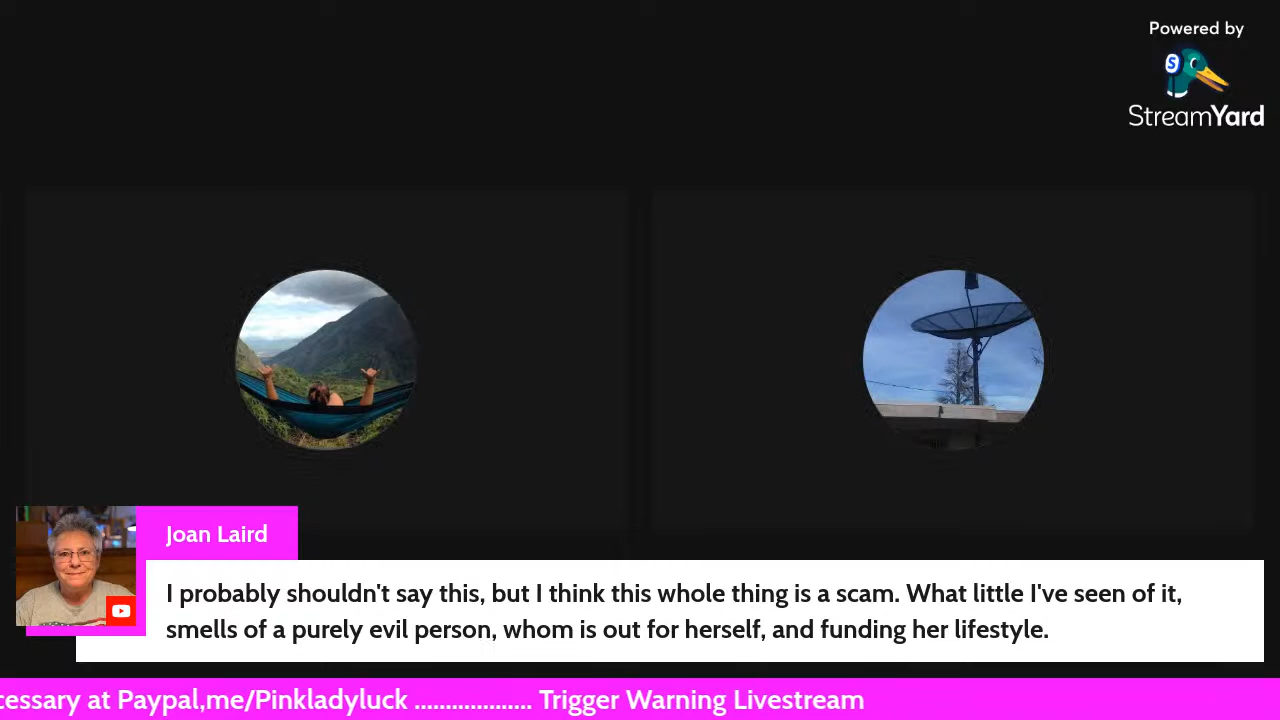 Powered by
S
StreamYard
Joan Laird
I probably shouldn't say this, but I think this whole thing is a scam. What little I've seen of it,
smells of a purely evil person, whom is out for herself, and funding her lifestyle.
cessary at Paypal,me/Pinkladyluck ................... Trigger Warning Livestream